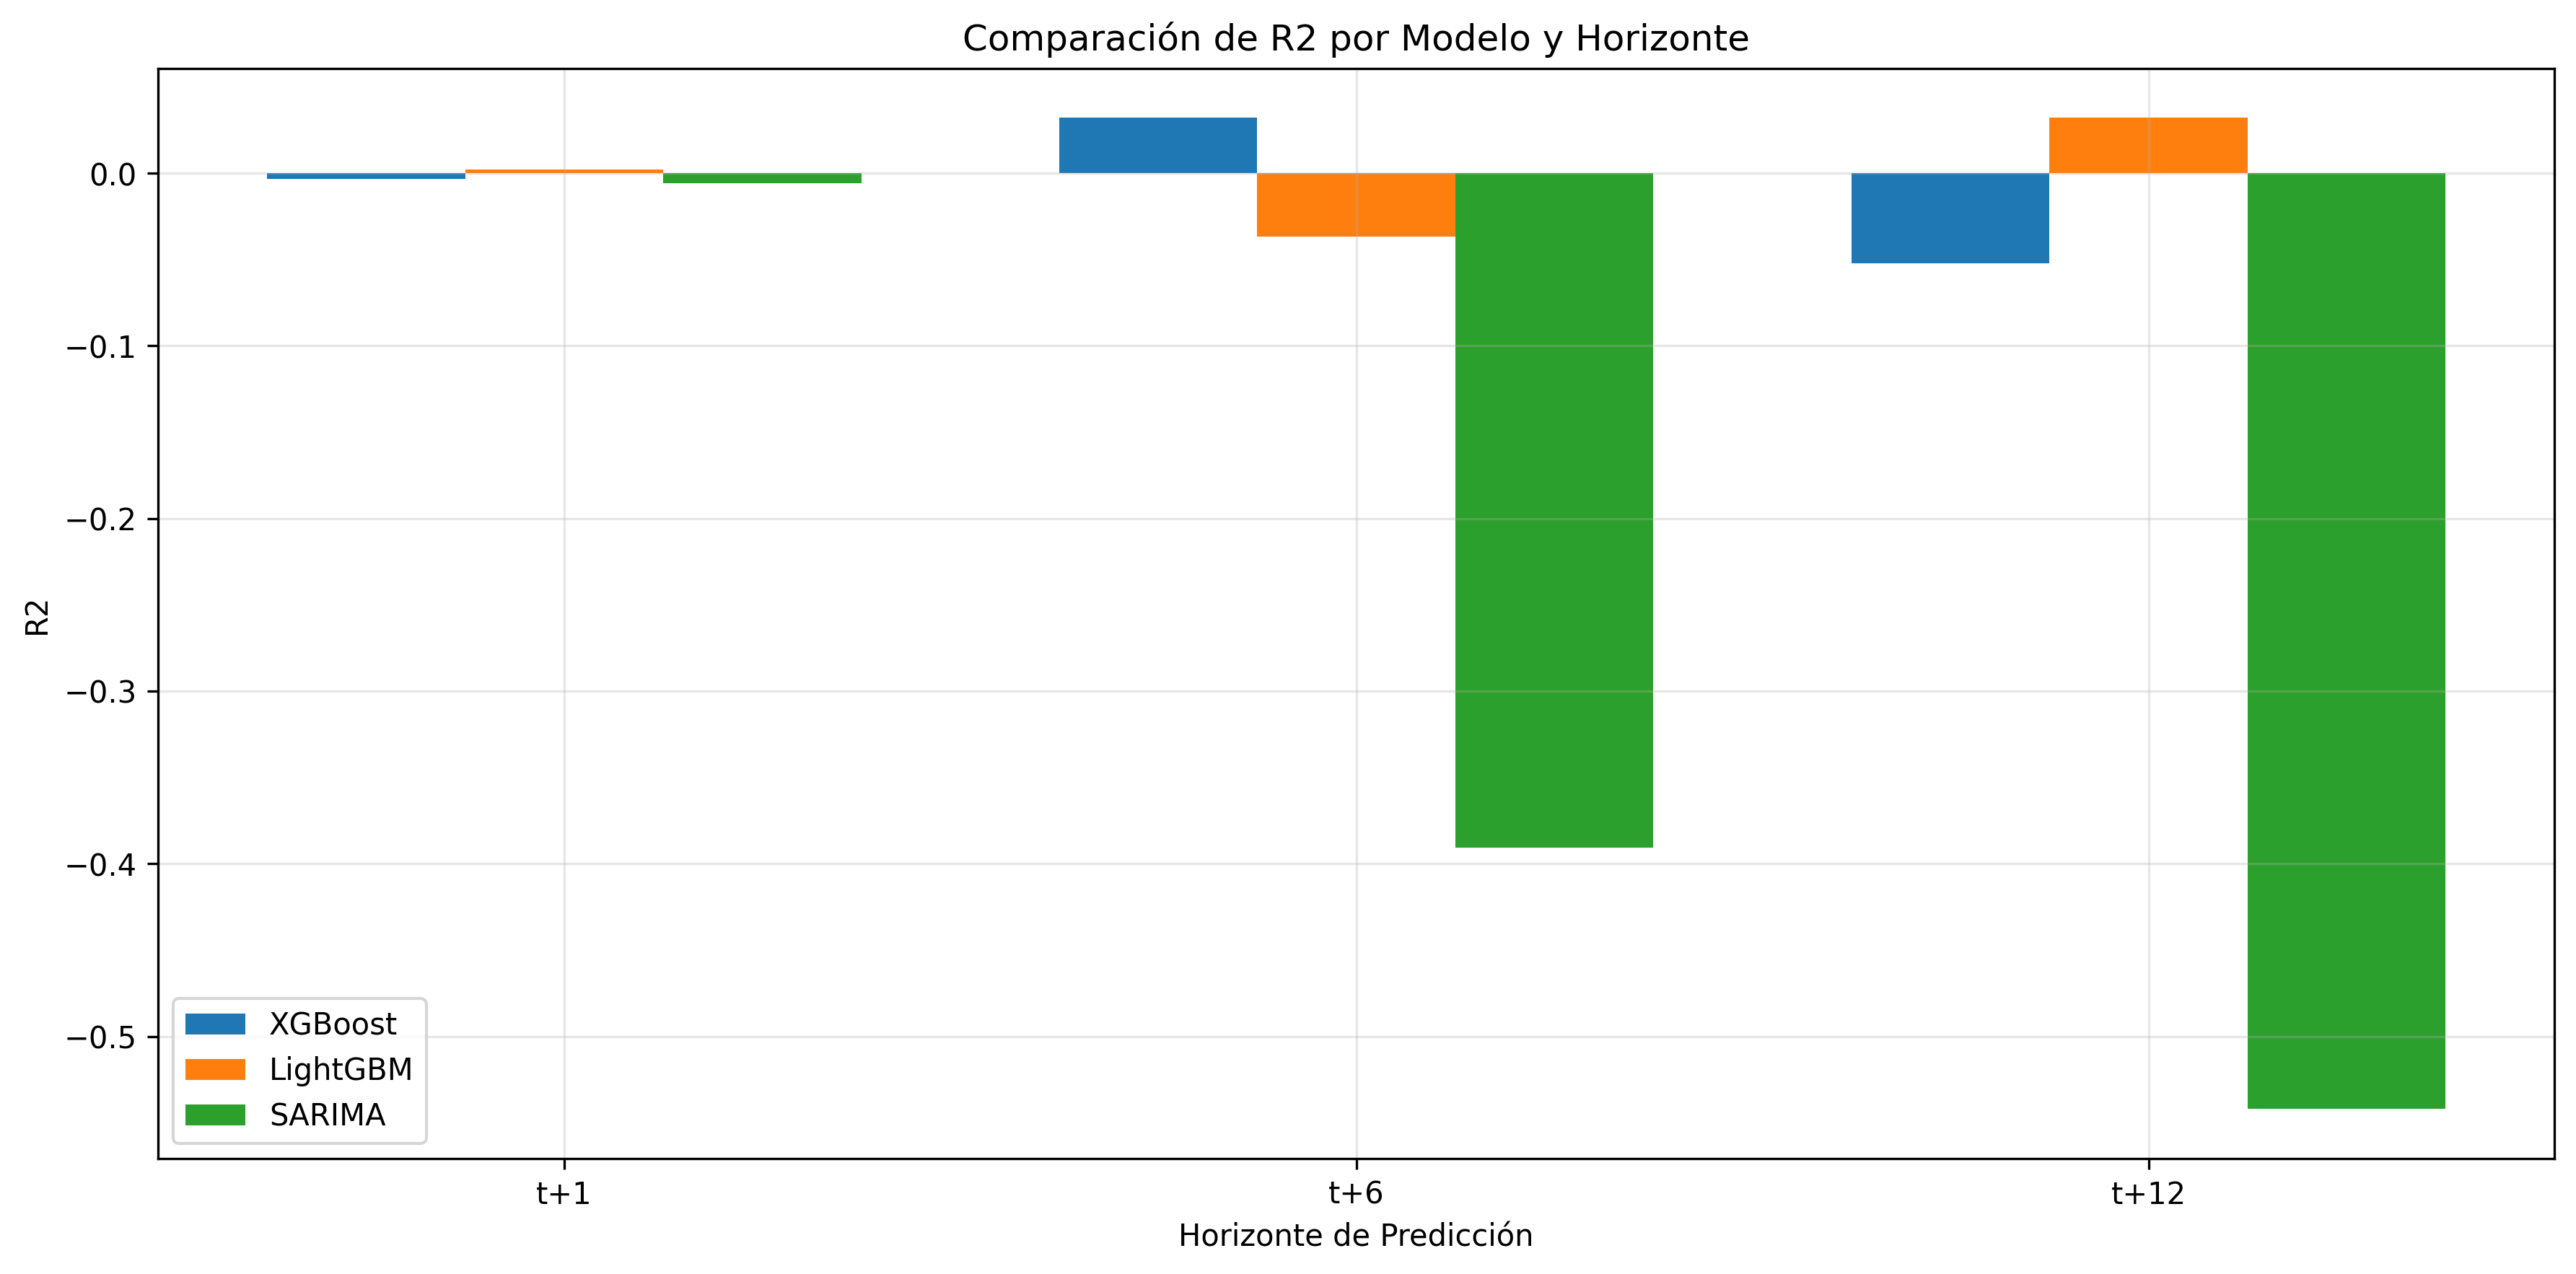 Comparación de R2 por Modelo y Horizonte
R2
0.0
−0.1
−0.2
−0.3
−0.4
−0.5
XGBoost
LightGBM
SARIMA
t+1
t+6
t+12
Horizonte de Predicción